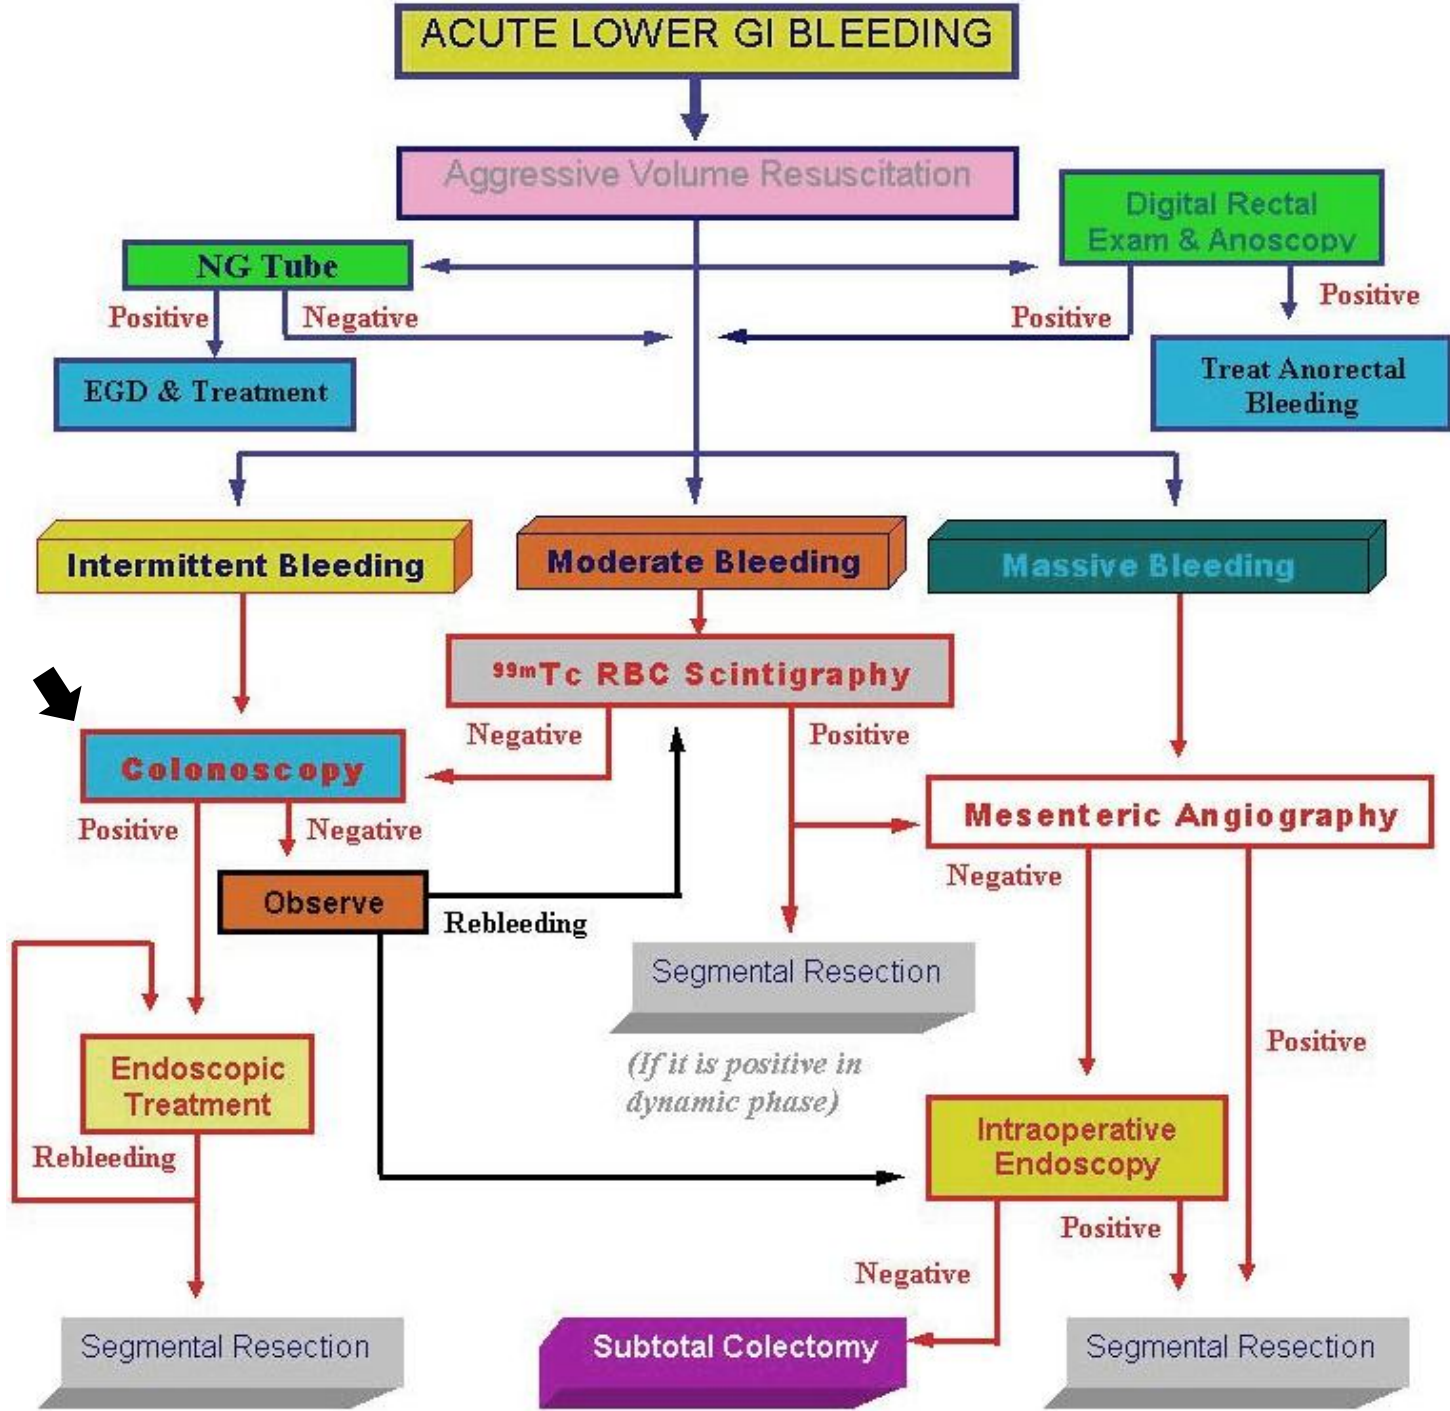 ACUTE LOWER GI BLEEDING
Aggressive Volume Resuscitation
Digital Rectal
Exam & Anoscopy
NG Tube
Positive
Negative
Positive
Positive
EGD & Treatment
Treat Anorectal
Bleeding
Intermittent Bleeding
Moderate Bleeding
Massive Bleeding
99mTc RBC Scintigraphy
Negative
Positive
Colonoscopy
Mesenteric Angiography
Positive
Negative
Negative
Observe
Rebleeding
Segmental Resection
(If it is positive in
dynamic phase)
Positive
Endoscopic
Treatment
Rebleeding
Intraoperative
Endoscopy
Positive
Negative
Segmental Resection
Subtotal Colectomy
Segmental Resection